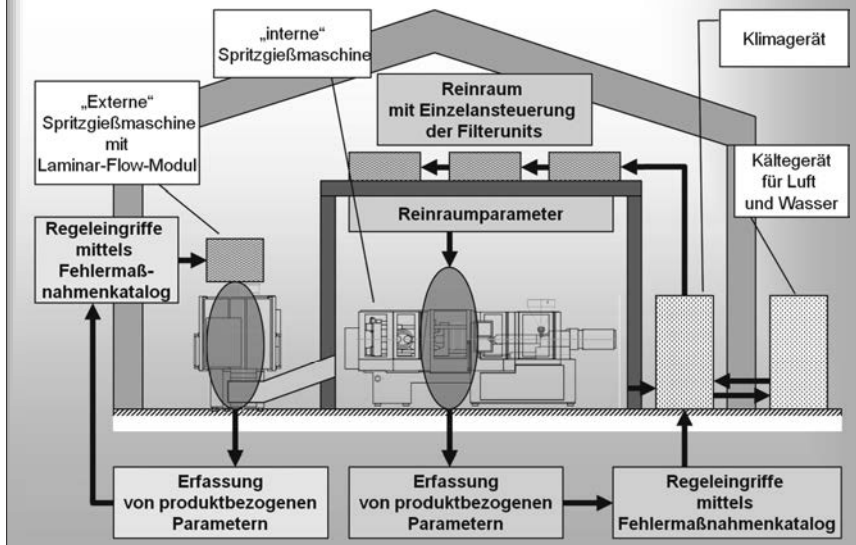 „interne“
Spritzgießmaschine
Klimagerät
„Externe“
Spritzgießmaschine
mit
Laminar-Flow-Modul
Reinraum
mit Einzelansteuerung
der Filterunits
Kältegerät
für Luft
und Wasser
Reinraumparameter
Regeleingriffe
mittels
Fehlermaß-
nahmenkatalog
Erfassung
von produktbezogenen
Parametern
Erfassung
von produktbezogenen
Parametern
Regeleingriffe
mittels
Fehlermaßnahmenkatalog